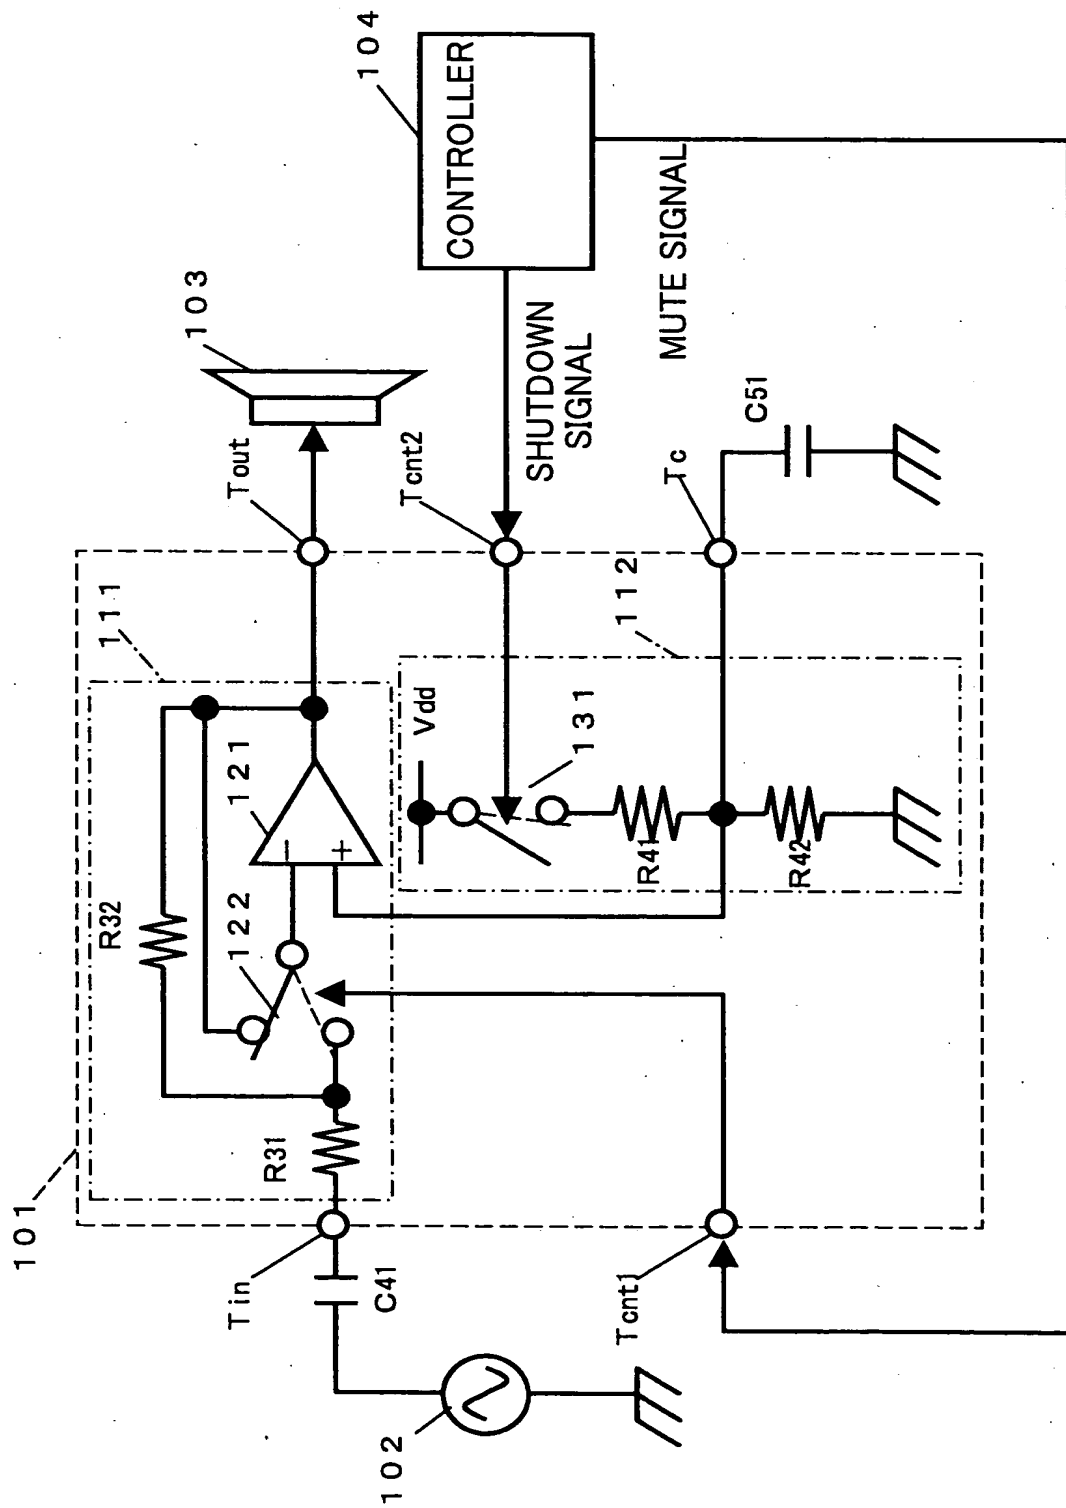 101
111
R32
Tin
R31
122
121
Tout
103
C41
102
Vdd
131
R41
R42
112
Tcnt2
SHUTDOWN
SIGNAL
104
CONTROLLER
Tcnt1
Tc
C51
MUTE SIGNAL